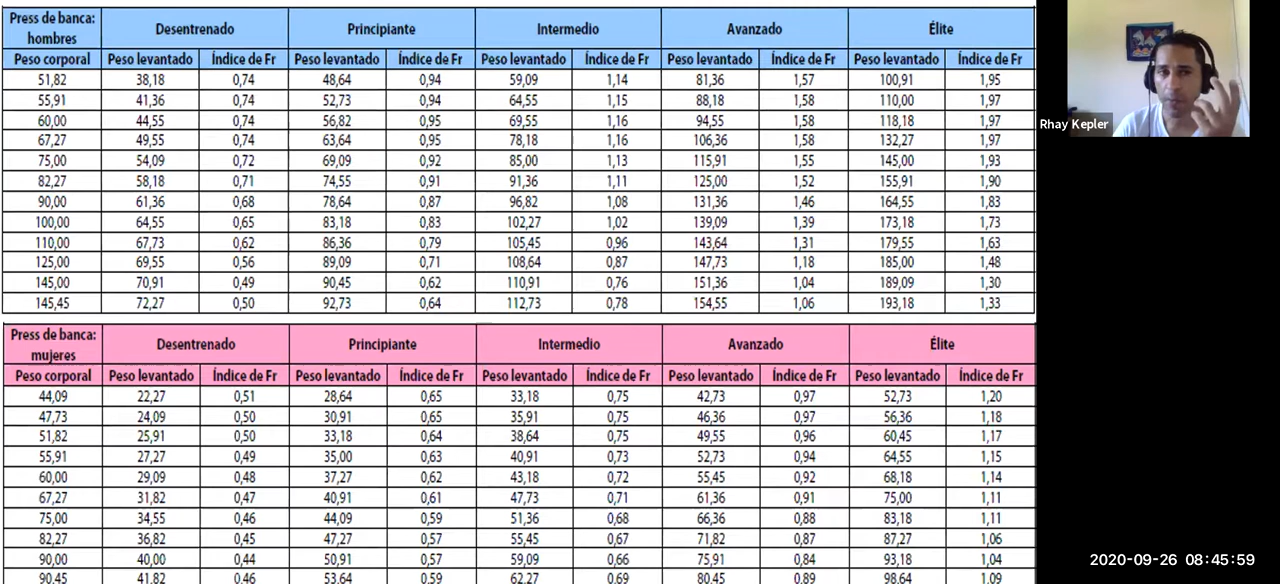 Press de banca: hombres Desentrenado Principiante Intermedio Avanzado Élite
Peso corporal Peso levantado Índice de Fr Peso levantado Índice de Fr Peso levantado Índice de Fr Peso levantado Índice de Fr Peso levantado Índice de Fr
51,82 38,18 0,74 48,64 0,94 59,09 1,14 81,36 1,57 100,91 1,95
55,91 41,36 0,74 52,73 0,94 64,55 1,15 88,18 1,58 110,00 1,97
60,00 44,55 0,74 56,82 0,95 69,55 1,16 94,55 1,58 118,18 1,97
67,27 49,55 0,74 63,64 0,95 78,18 1,16 106,36 1,58 132,27 1,97
75,00 54,09 0,72 69,09 0,92 85,00 1,13 115,91 1,55 145,00 1,93
82,27 58,18 0,71 74,55 0,91 91,36 1,11 125,00 1,52 155,91 1,90
90,00 61,36 0,68 78,64 0,87 96,82 1,08 131,36 1,46 164,55 1,83
100,00 64,55 0,65 83,18 0,83 102,27 1,02 139,09 1,39 173,18 1,73
110,00 67,73 0,62 86,36 0,79 105,45 0,96 143,64 1,31 179,55 1,63
125,00 69,55 0,56 89,09 0,71 108,64 0,87 147,73 1,18 185,00 1,48
145,00 70,91 0,49 90,45 0,62 110,91 0,76 151,36 1,04 189,09 1,30
145,45 72,27 0,50 92,73 0,64 112,73 0,78 154,55 1,06 193,18 1,33
Press de banca: mujeres Desentrenado Principiante Intermedio Avanzado Élite
Peso corporal Peso levantado Índice de Fr Peso levantado Índice de Fr Peso levantado Índice de Fr Peso levantado Índice de Fr Peso levantado Índice de Fr
44,09 22,27 0,51 28,64 0,65 33,18 0,75 42,73 0,97 52,73 1,20
47,73 24,09 0,50 30,91 0,65 35,91 0,75 46,36 0,97 56,36 1,18
51,82 25,91 0,50 33,18 0,64 38,64 0,75 49,55 0,96 60,45 1,17
55,91 27,27 0,49 35,00 0,63 40,91 0,73 52,73 0,94 64,55 1,15
60,00 29,09 0,48 37,27 0,62 43,18 0,72 55,45 0,92 68,18 1,14
67,27 31,82 0,47 40,91 0,61 47,73 0,71 61,36 0,91 75,00 1,11
75,00 34,55 0,46 44,09 0,59 51,36 0,68 66,36 0,88 83,18 1,11
82,27 36,82 0,45 47,27 0,57 55,45 0,67 71,82 0,87 87,27 1,06
90,00 40,00 0,44 50,91 0,57 59,09 0,66 75,91 0,84 93,18 1,04
90,45 41,82 0,46 53,64 0,59 62,27 0,69 80,45 0,89 98,64 1,09
Rhay Kepler
2020-09-26 08:45:59